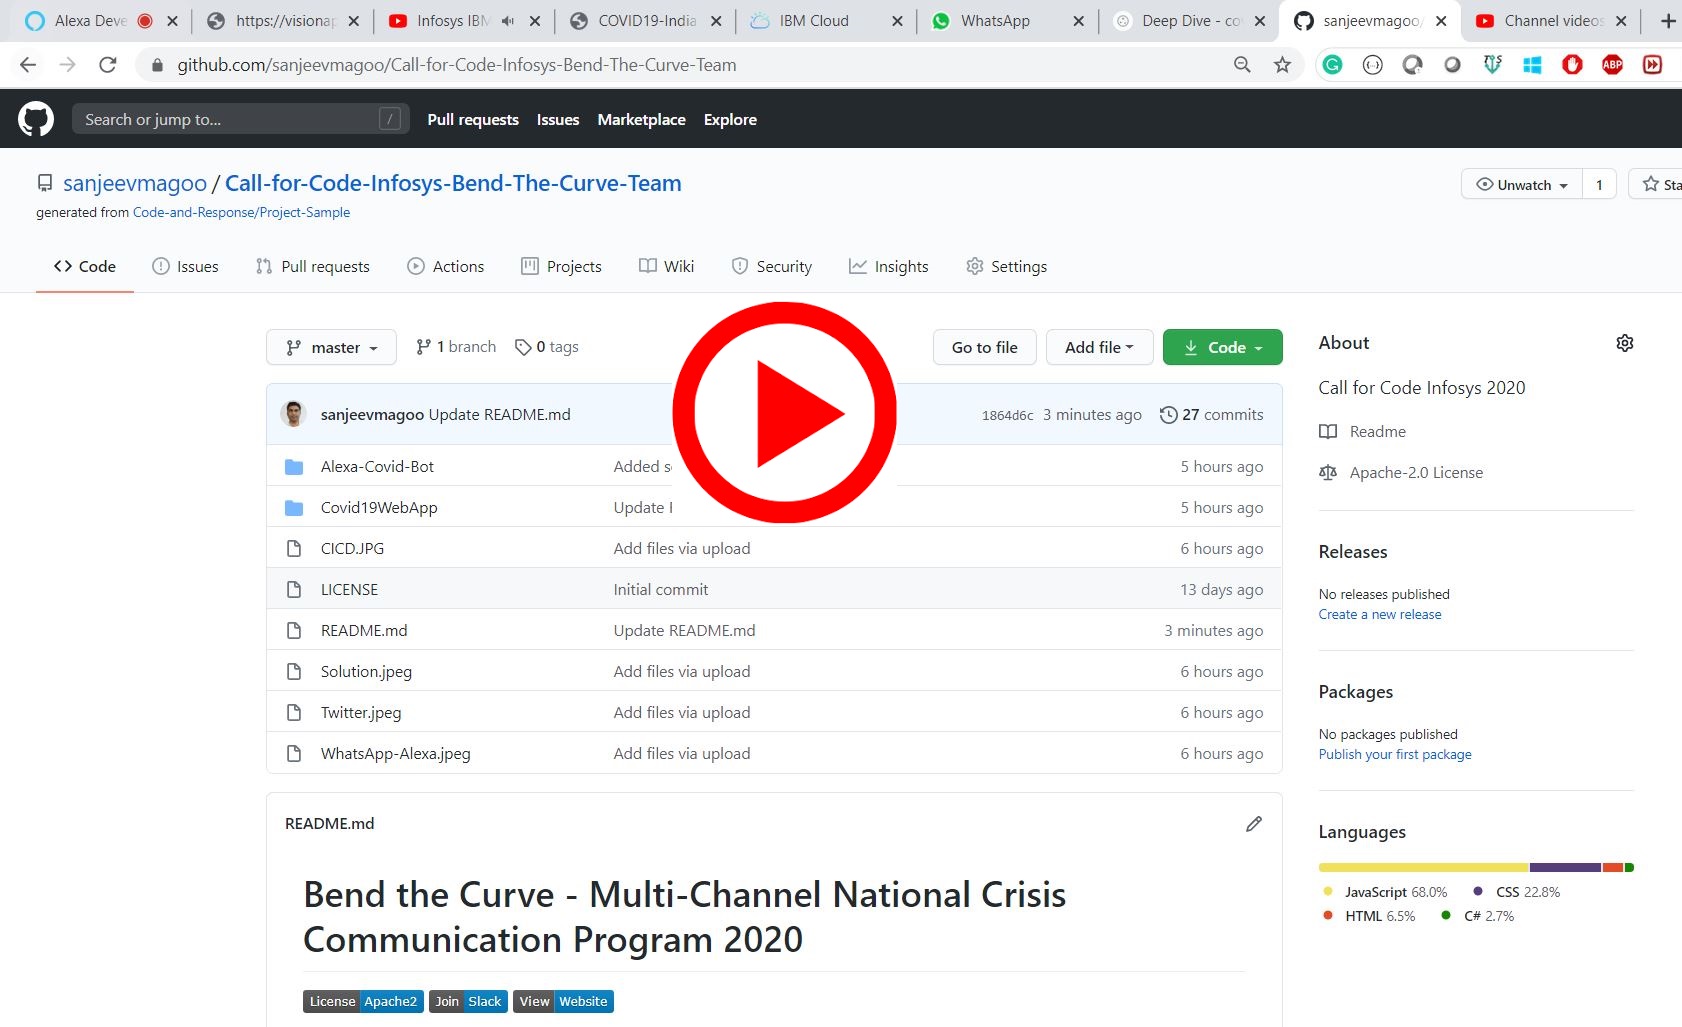 Alexa Deve
https://visionap
Infosys IBM
COVID19-India
IBM Cloud
WhatsApp
Deep Dive - co
sanjeevmagoo/
Channel videos
github.com/sanjeevmagoo/Call-for-Code-Infosys-Bend-The-Curve-Team
ABP
Search or jump to...
/
Pull requests
Issues
Marketplace
Explore
sanjeevmagoo / Call-for-Code-Infosys-Bend-The-Curve-Team
Unwatch
1
Sta
generated from Code-and-Response/Project-Sample
Code
Issues
Pull requests
Actions
Projects
Wiki
Security
Insights
Settings
master
1 branch
0 tags
Go to file
Add file
Code
sanjeevmagoo Update README.md
1864d6c 3 minutes ago
27 commits
Alexa-Covid-Bot Added 5 hours ago
Covid19WebApp Update 5 hours ago
CICD.JPG Add files via upload 6 hours ago
LICENSE Initial commit 13 days ago
README.md Update README.md 3 minutes ago
Solution.jpeg Add files via upload 6 hours ago
Twitter.jpeg Add files via upload 6 hours ago
WhatsApp-Alexa.jpeg Add files via upload 6 hours ago
README.md
Bend the Curve - Multi-Channel National Crisis
Communication Program 2020
License Apache2 Join Slack View Website
About
Call for Code Infosys 2020
Readme
Apache-2.0 License
Releases
No releases published
Create a new release
Packages
No packages published
Publish your first package
Languages
JavaScript 68.0% CSS 22.8%
HTML 6.5% C# 2.7%